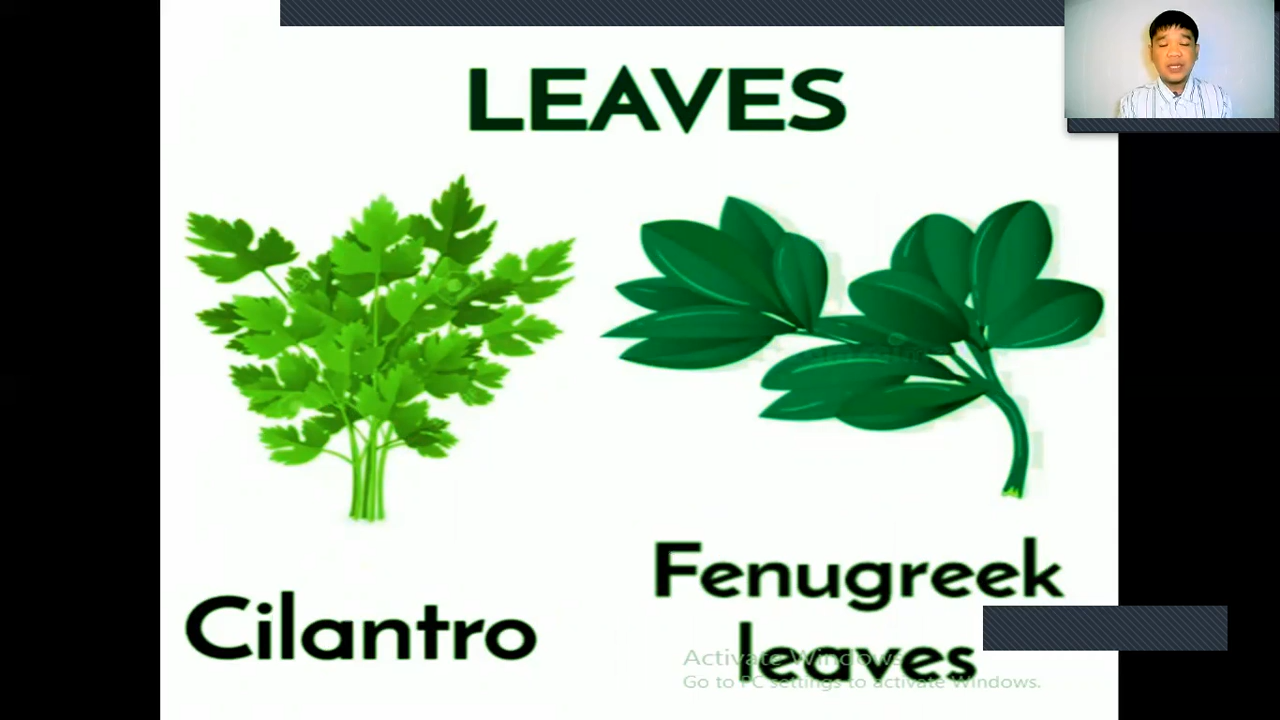 LEAVES
Cilantro
Fenugreek
leaves
Activate Windows
Go to PC settings to activate Windows.